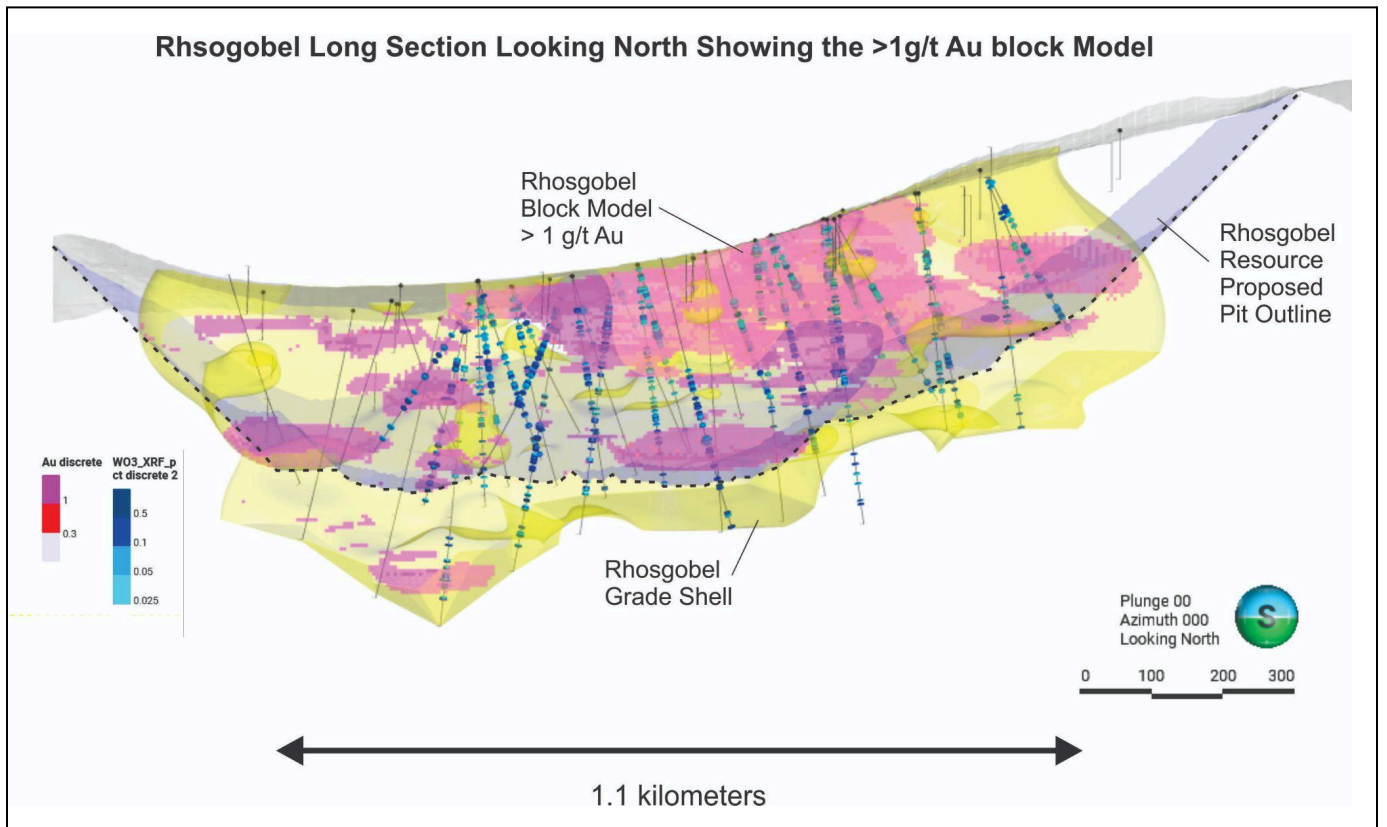 Rhsogobel Long Section Looking North Showing the >1g/t Au block Model
Rhosgobel
Block Model
> 1 g/t Au
Rhosgobel
Resource
Proposed
Pit Outline
Au discrete
1
0.3
WO3_XRF_p
ct discrete 2
0.5
0.1
0.05
0.025
Rhosgobel
Grade Shell
Plunge 00
Azimuth 000
Looking North
S
0 100 200 300
1.1 kilometers